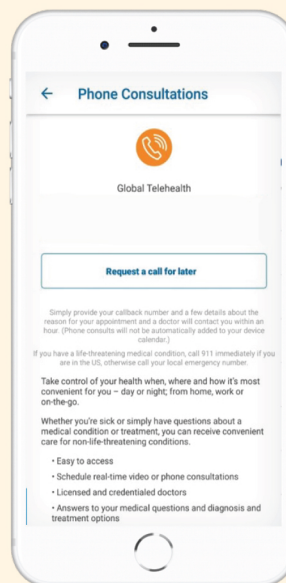 Phone Consultations
Global Telehealth
Request a call for later
Simply provide your callback number and a few details about the
reason for your appointment and a doctor will contact you within an
hour. (Phone consults will not be automatically added to your device
calendar.)
If you have a life-threatening medical condition, call 911 immediately if you
are in the US, otherwise call your local emergency number.
Take control of your health when, where and how it's most
convenient for you – day or night; from home, work or
on-the-go.
Whether you're sick or simply have questions about a
medical condition or treatment, you can receive convenient
care for non-life-threatening conditions.
• Easy to access
• Schedule real-time video or phone consultations
• Licensed and credentialed doctors
• Answers to your medical questions and diagnosis and
treatment options